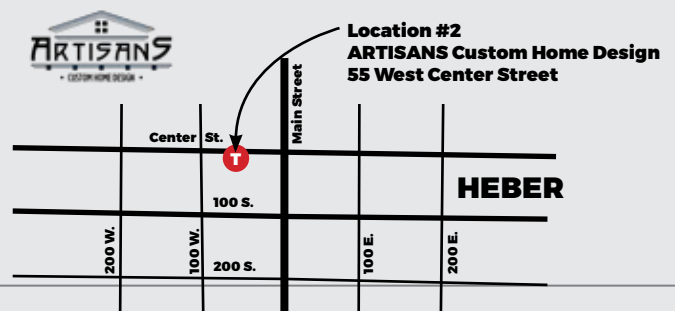 ARTISANS
• CUSTOM HOME DESIGN •
Location #2
ARTISANS Custom Home Design
55 West Center Street
Main Street
Center St.
T
HEBER
100 S.
200 W.
100 W.
200 S.
100 E.
200 E.